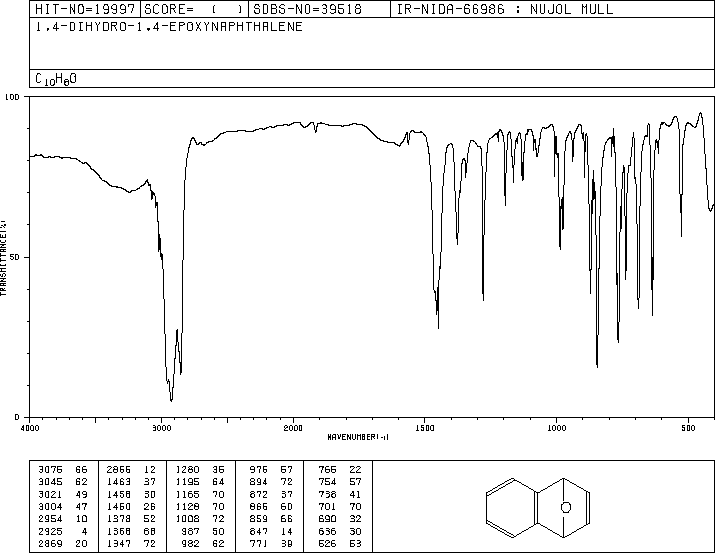 HIT-NO=19997 SCORE= ( ) SDBS-NO=39518 IR-NIDA-66986 : NUJOL MULL
1,4-DIHYDRO-1,4-EPOXYNAPHTHALENE
C10H8O
100
50
0
TRANSMITTANCE(%)
4000 3000 2000 1500 1000 500
WAVENUMBER(-1)
3075 66 2866 12 1280 35 976 57 766 22
3045 62 1463 37 1195 64 894 72 754 57
3021 49 1458 30 1165 70 872 37 738 41
3004 47 1450 26 1128 70 866 60 701 70
2954 10 1378 52 1008 72 859 66 690 32
2925 4 1368 68 987 50 847 14 636 30
2869 20 1347 72 982 62 771 39 526 53
O